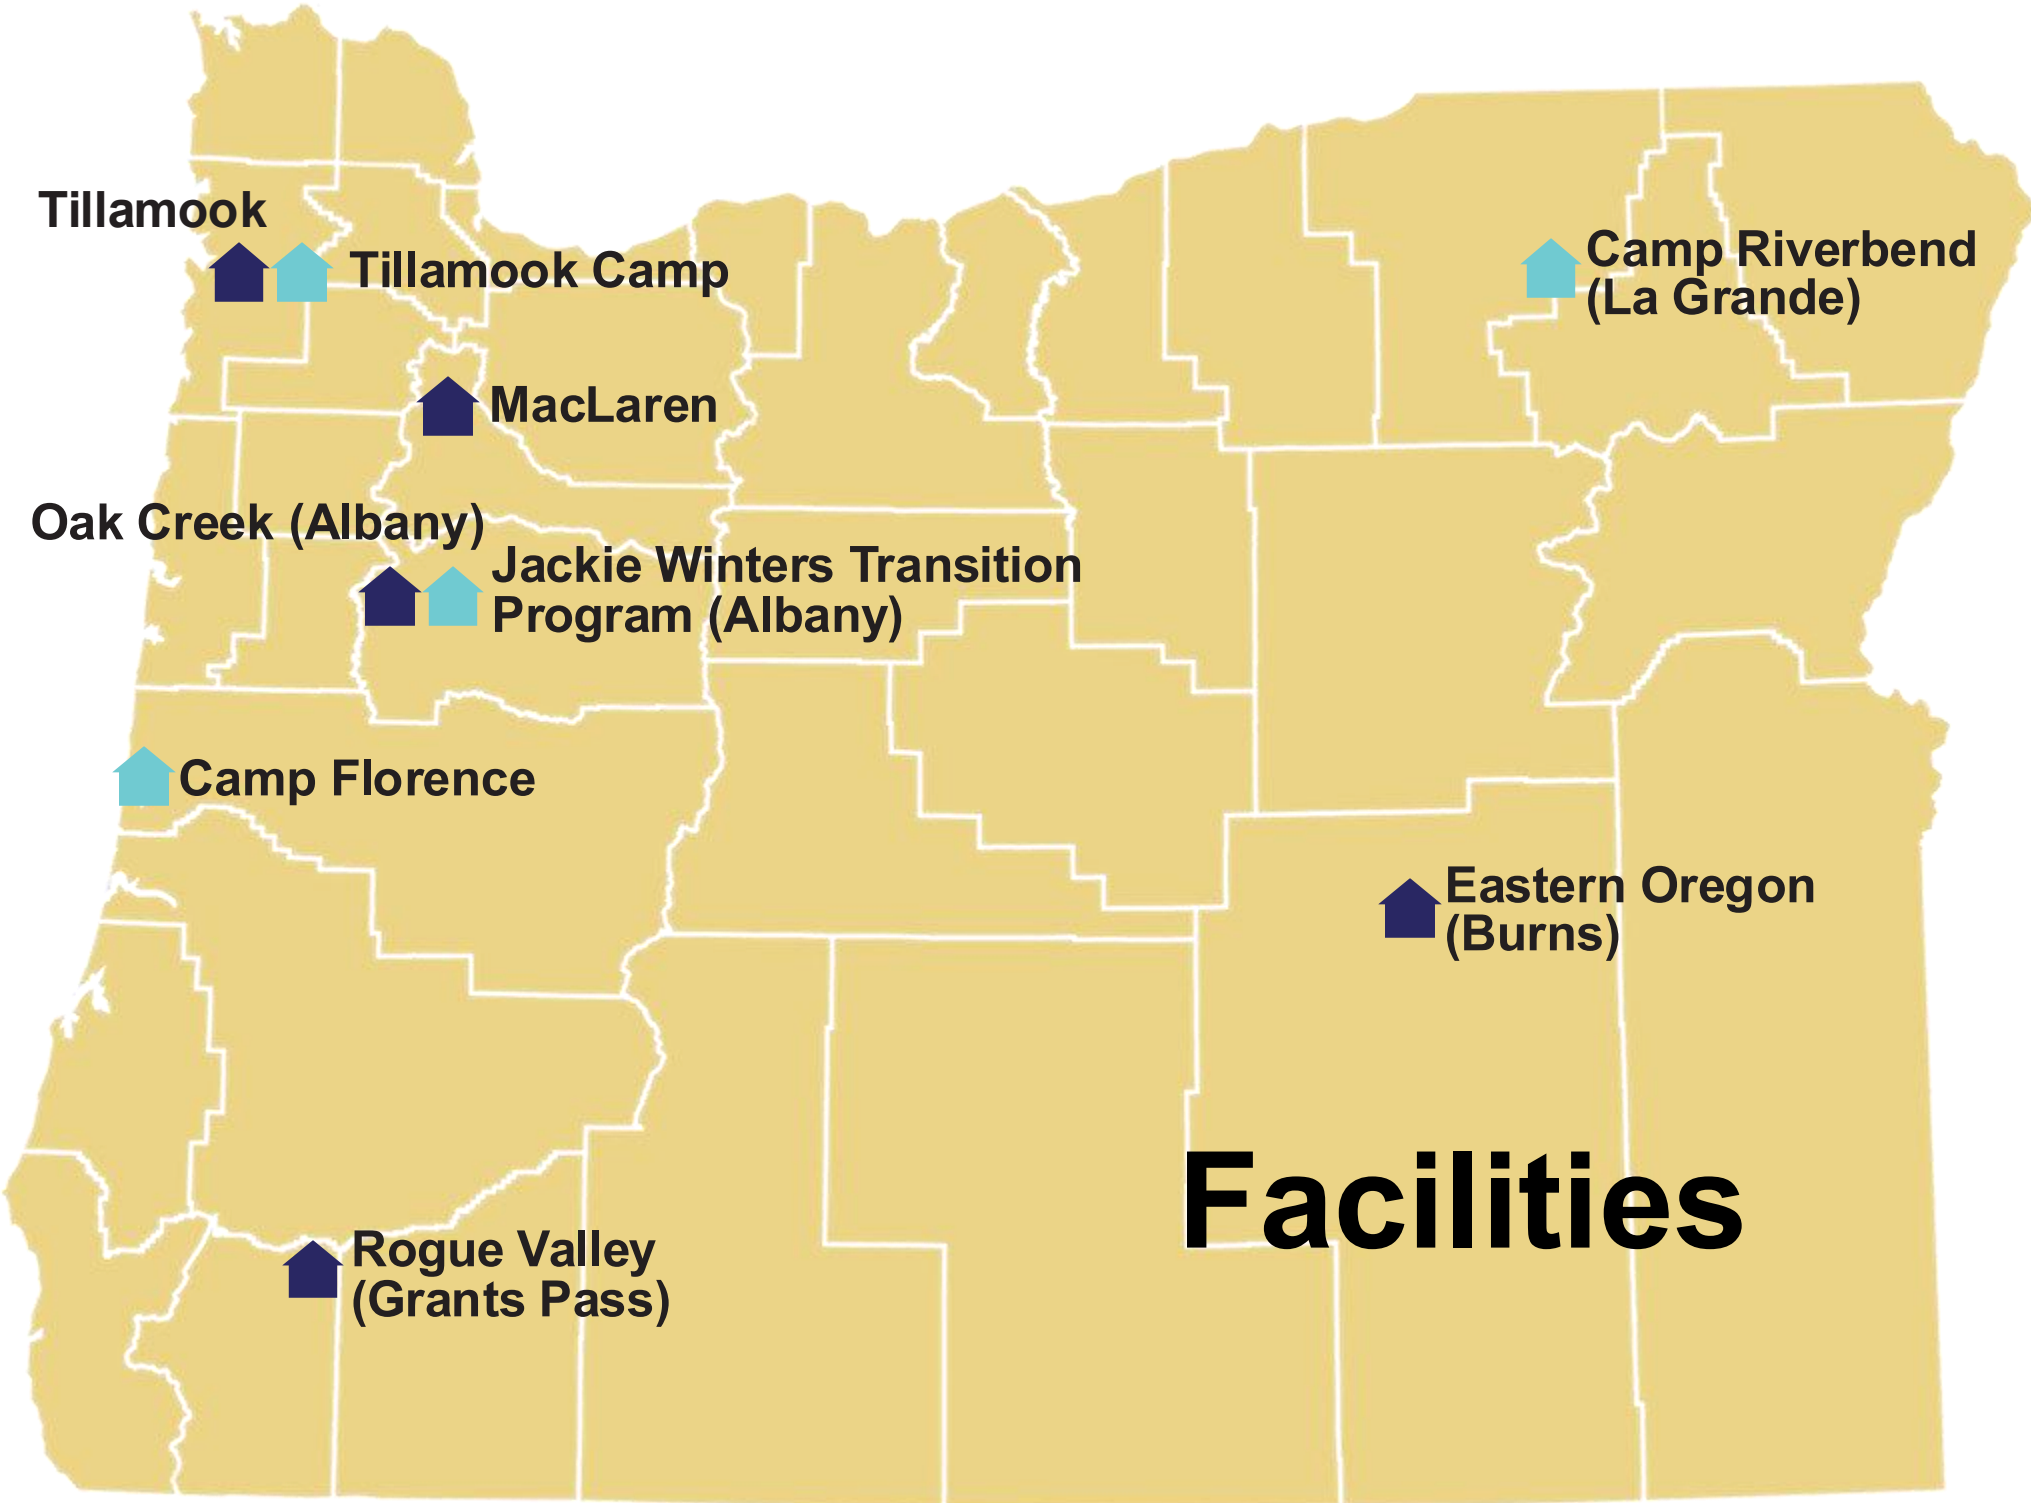 Tillamook
Tillamook Camp
Camp Riverbend
(La Grande)
MacLaren
Oak Creek (Albany)
Jackie Winters Transition
Program (Albany)
Camp Florence
Eastern Oregon
(Burns)
Facilities
Rogue Valley
(Grants Pass)